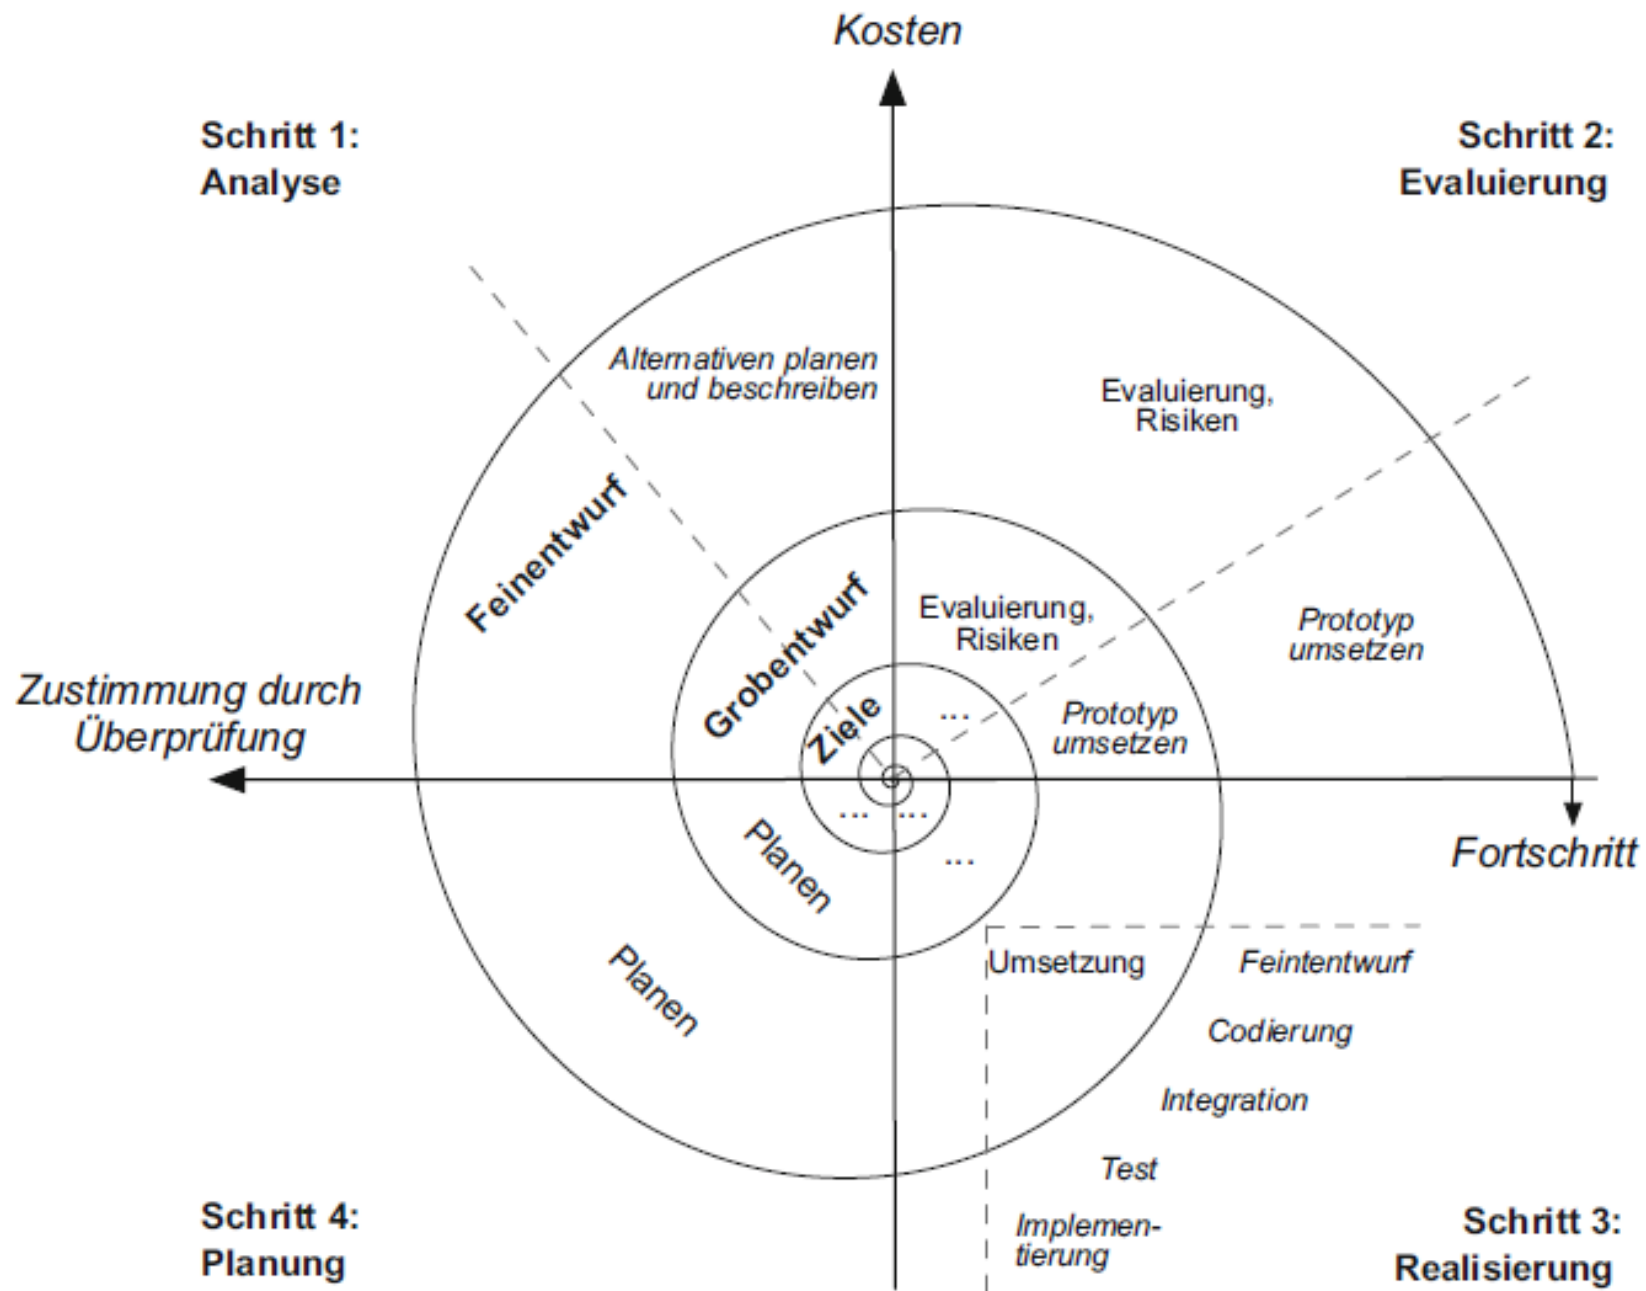 Kosten
Schritt 1:
Analyse
Schritt 2:
Evaluierung
Alternativen planen
und beschreiben
Evaluierung,
Risiken
Feinentwurf
Grobentwurf
Ziele
Evaluierung,
Risiken
Prototyp
umsetzen
Prototyp
umsetzen
...
Zustimmung durch
Überprüfung
Fortschritt
...
...
...
Planen
Planen
Umsetzung
Feintentwurf
Codierung
Integration
Test
Implemen-
tierung
Schritt 4:
Planung
Schritt 3:
Realisierung